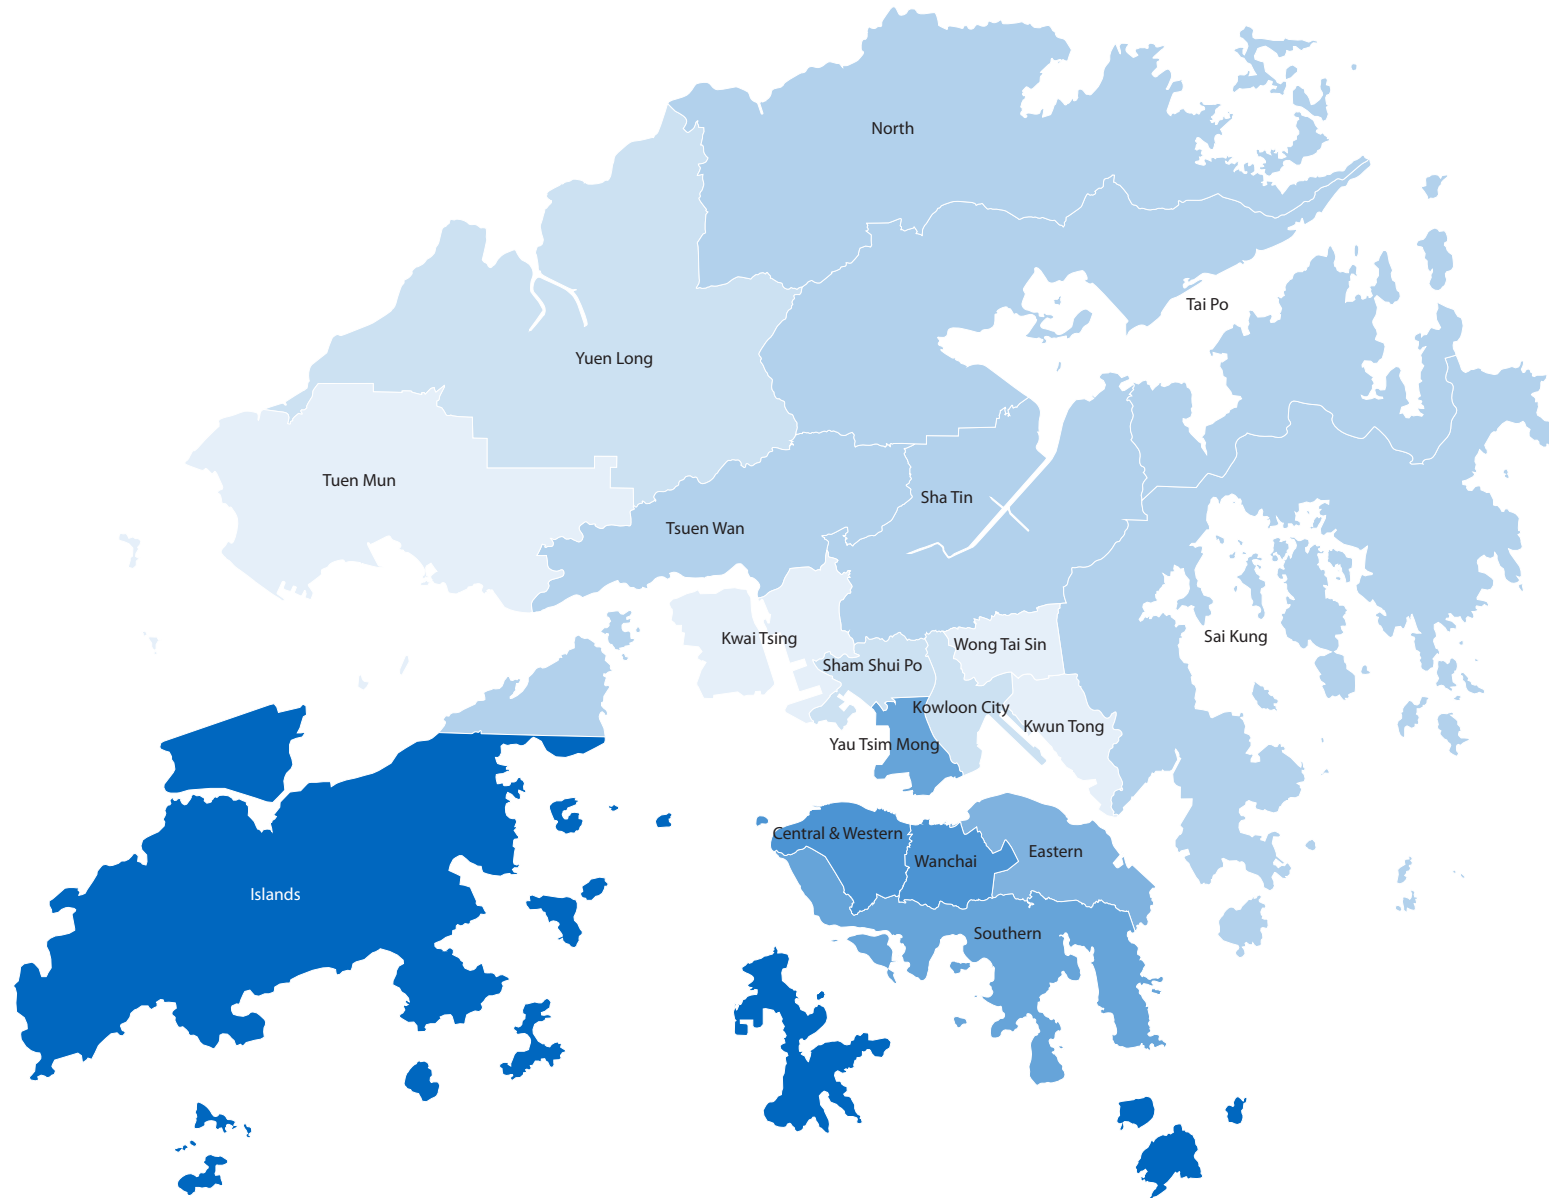 North
Tai Po
Yuen Long
Tuen Mun
Sha Tin
Tsuen Wan
Kwai Tsing
Wong Tai Sin
Sai Kung
Sham Shui Po
Kowloon City
Kwun Tong
Yau Tsim Mong
Central & Western
Wanchai
Eastern
Islands
Southern